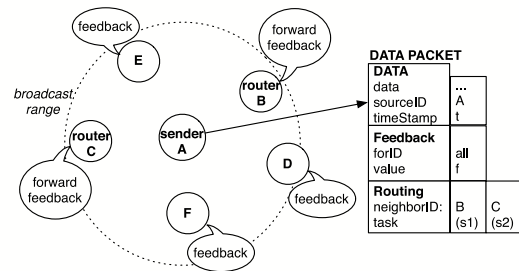 feedback
E
forward
feedback
router
B
broadcast
range
sender
A
router
C
forward
feedback
D
feedback
F
feedback
DATA PACKET
DATA
data ...
sourceID A
timeStamp t
Feedback
forID all
value f
Routing
neighborID: B C
task (s1) (s2)